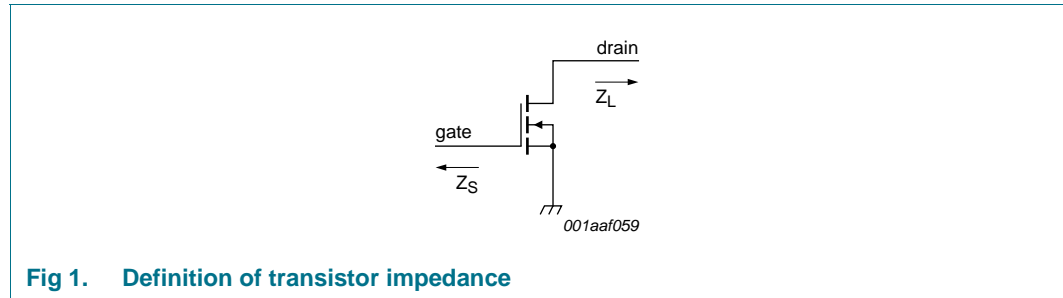 drain
Z_L
gate
Z_S
001aaf059
Fig 1. Definition of transistor impedance